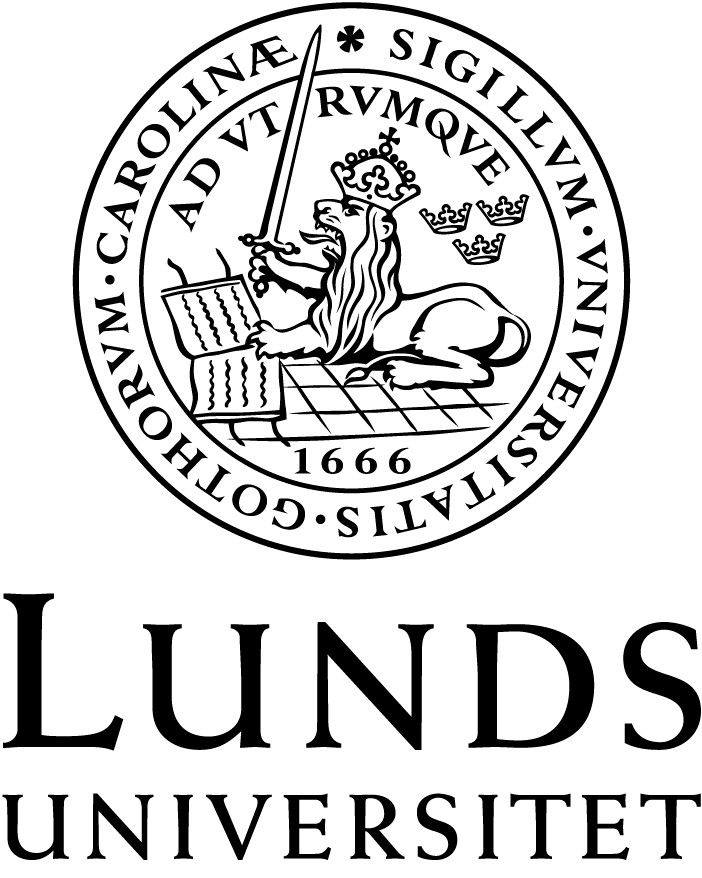 SIGILLVM · VNIVERSITATIS · GOTHORVM · CAROLINÆ
AD VTRVMQVE
1666
LUNDS
UNIVERSITET